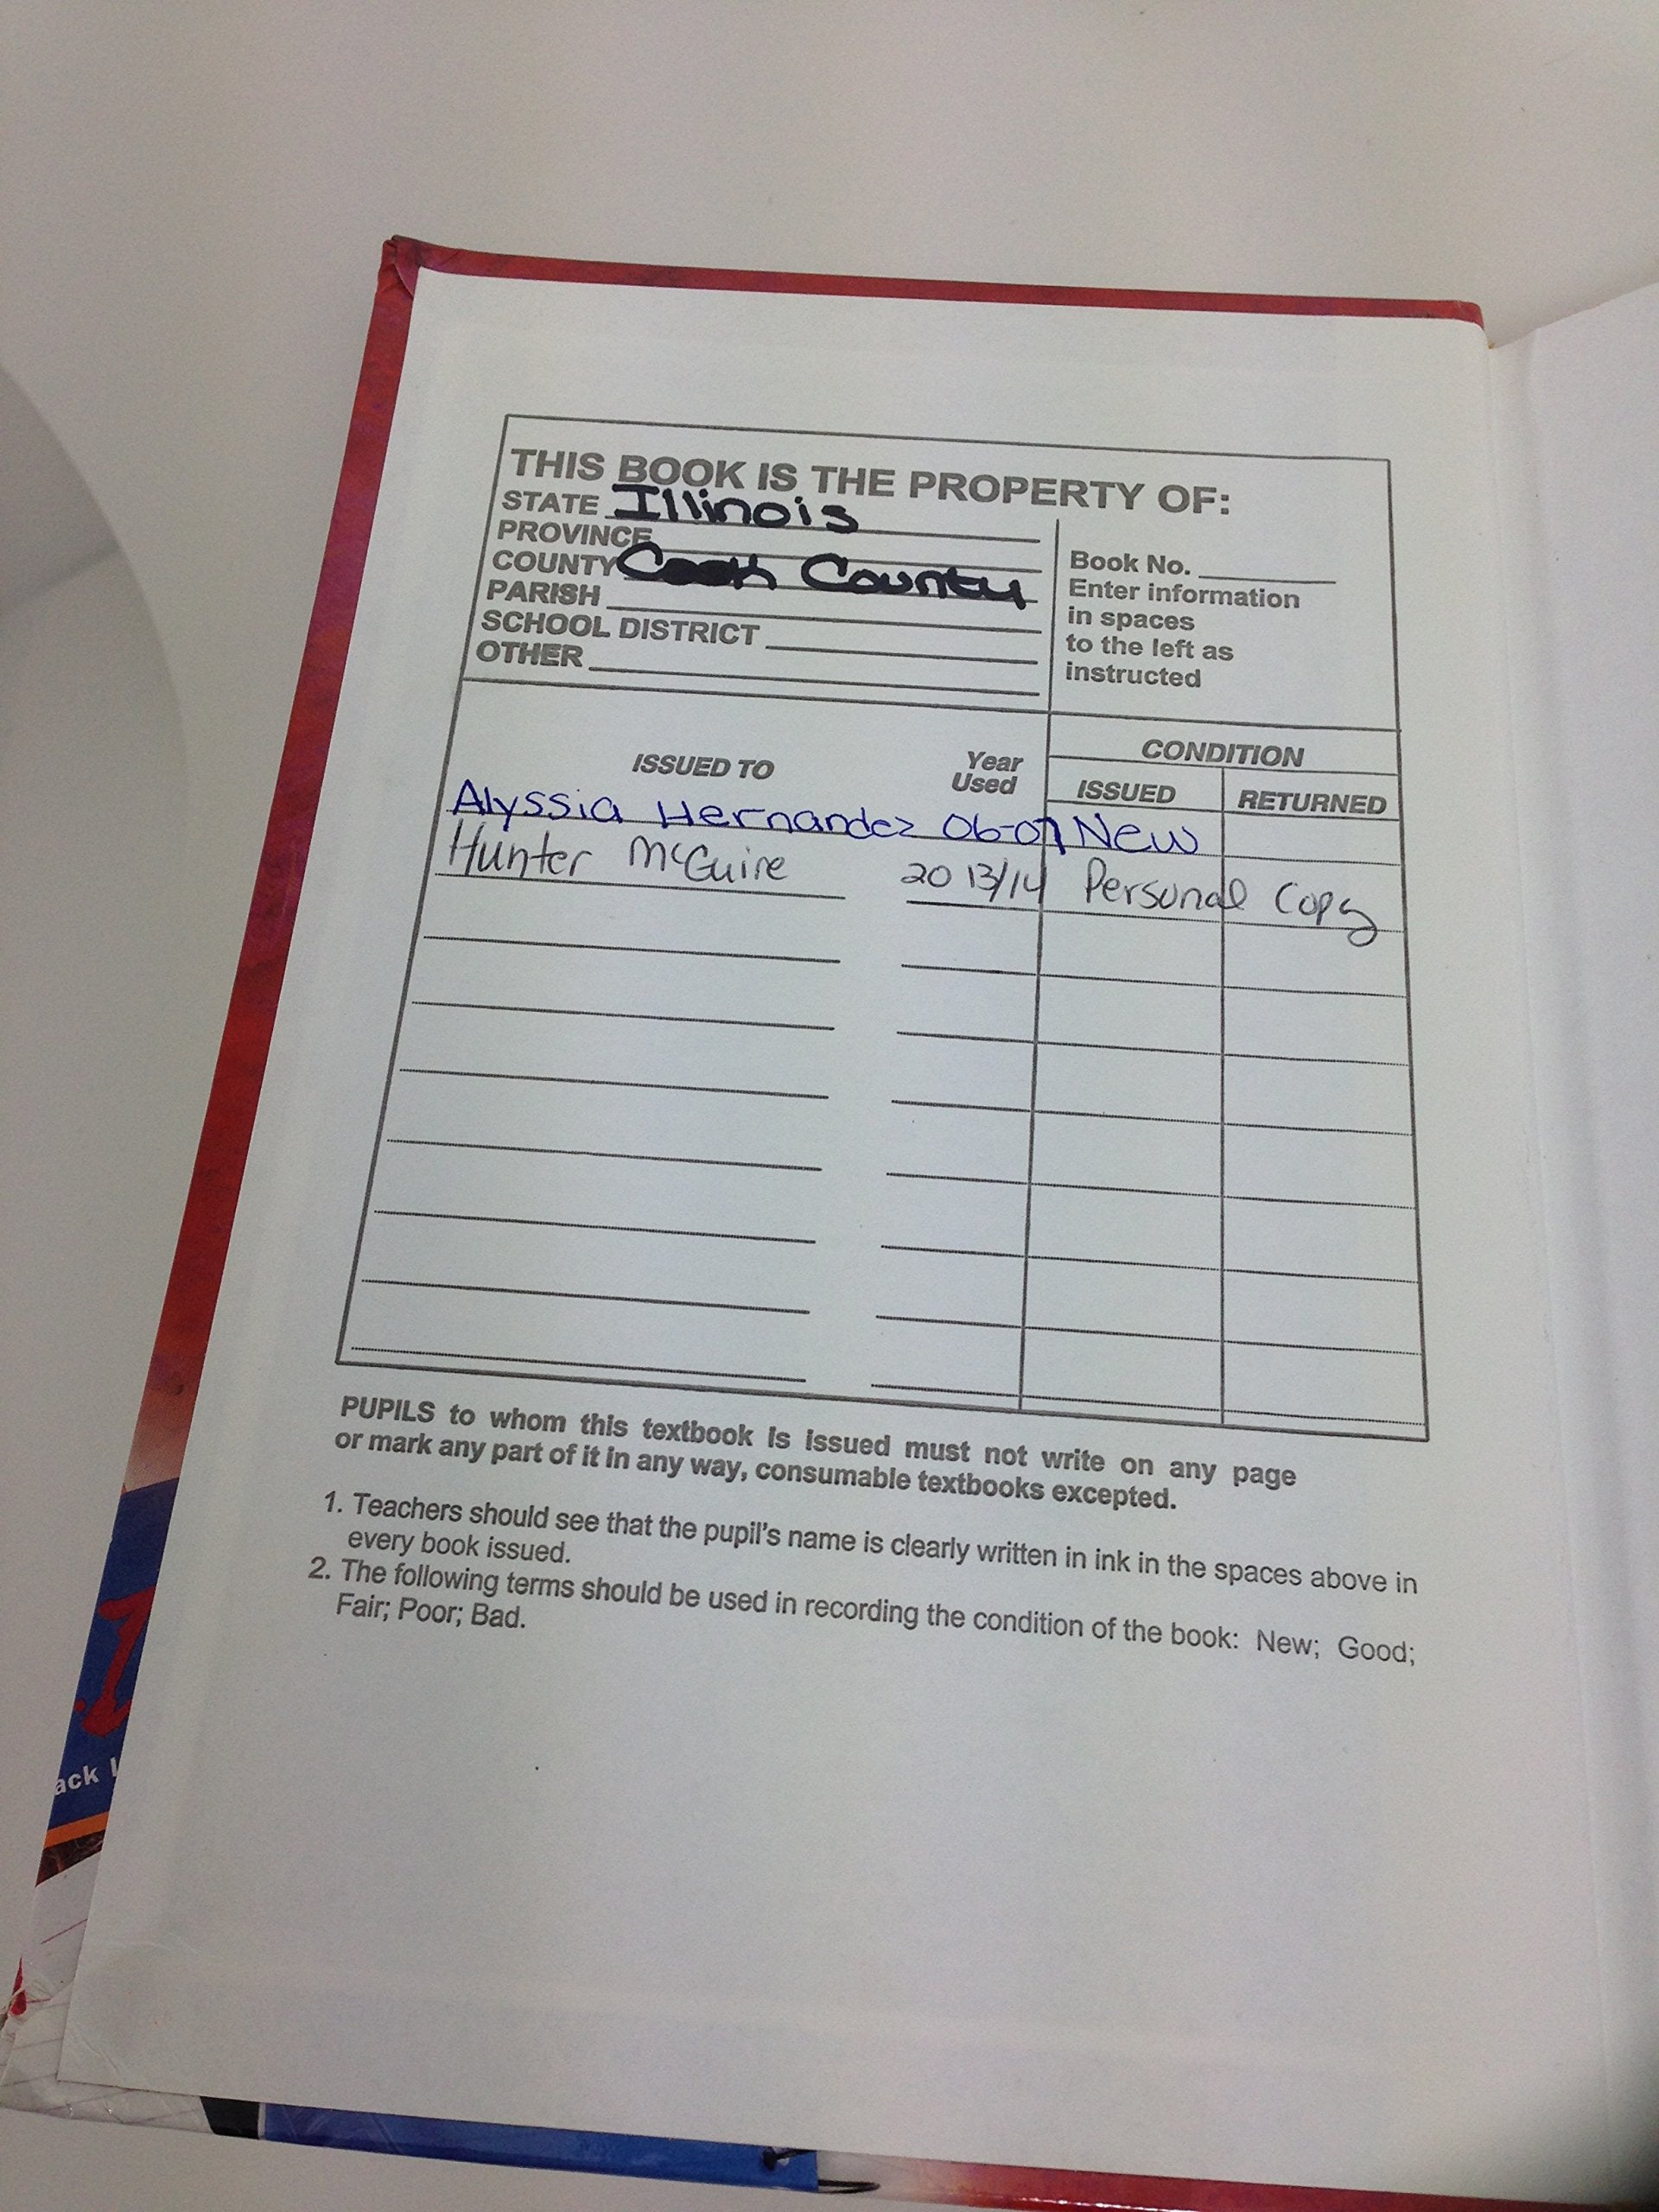 THIS BOOK IS THE PROPERTY OF:
STATE Illinois
PROVINCE
COUNTY Cook County
PARISH
SCHOOL DISTRICT
OTHER
Book No.
Enter information
in spaces
to the left as
instructed
ISSUED TO
Year
Used
CONDITION
ISSUED
RETURNED
Alyssia Hernandez 06-07 New
Hunter McGuire 2013/14 Personal Copy
PUPILS to whom this textbook is issued must not write on any page
or mark any part of it in any way, consumable textbooks excepted.
1. Teachers should see that the pupil's name is clearly written in ink in the spaces above in
every book issued.
2. The following terms should be used in recording the condition of the book: New; Good;
Fair; Poor; Bad.